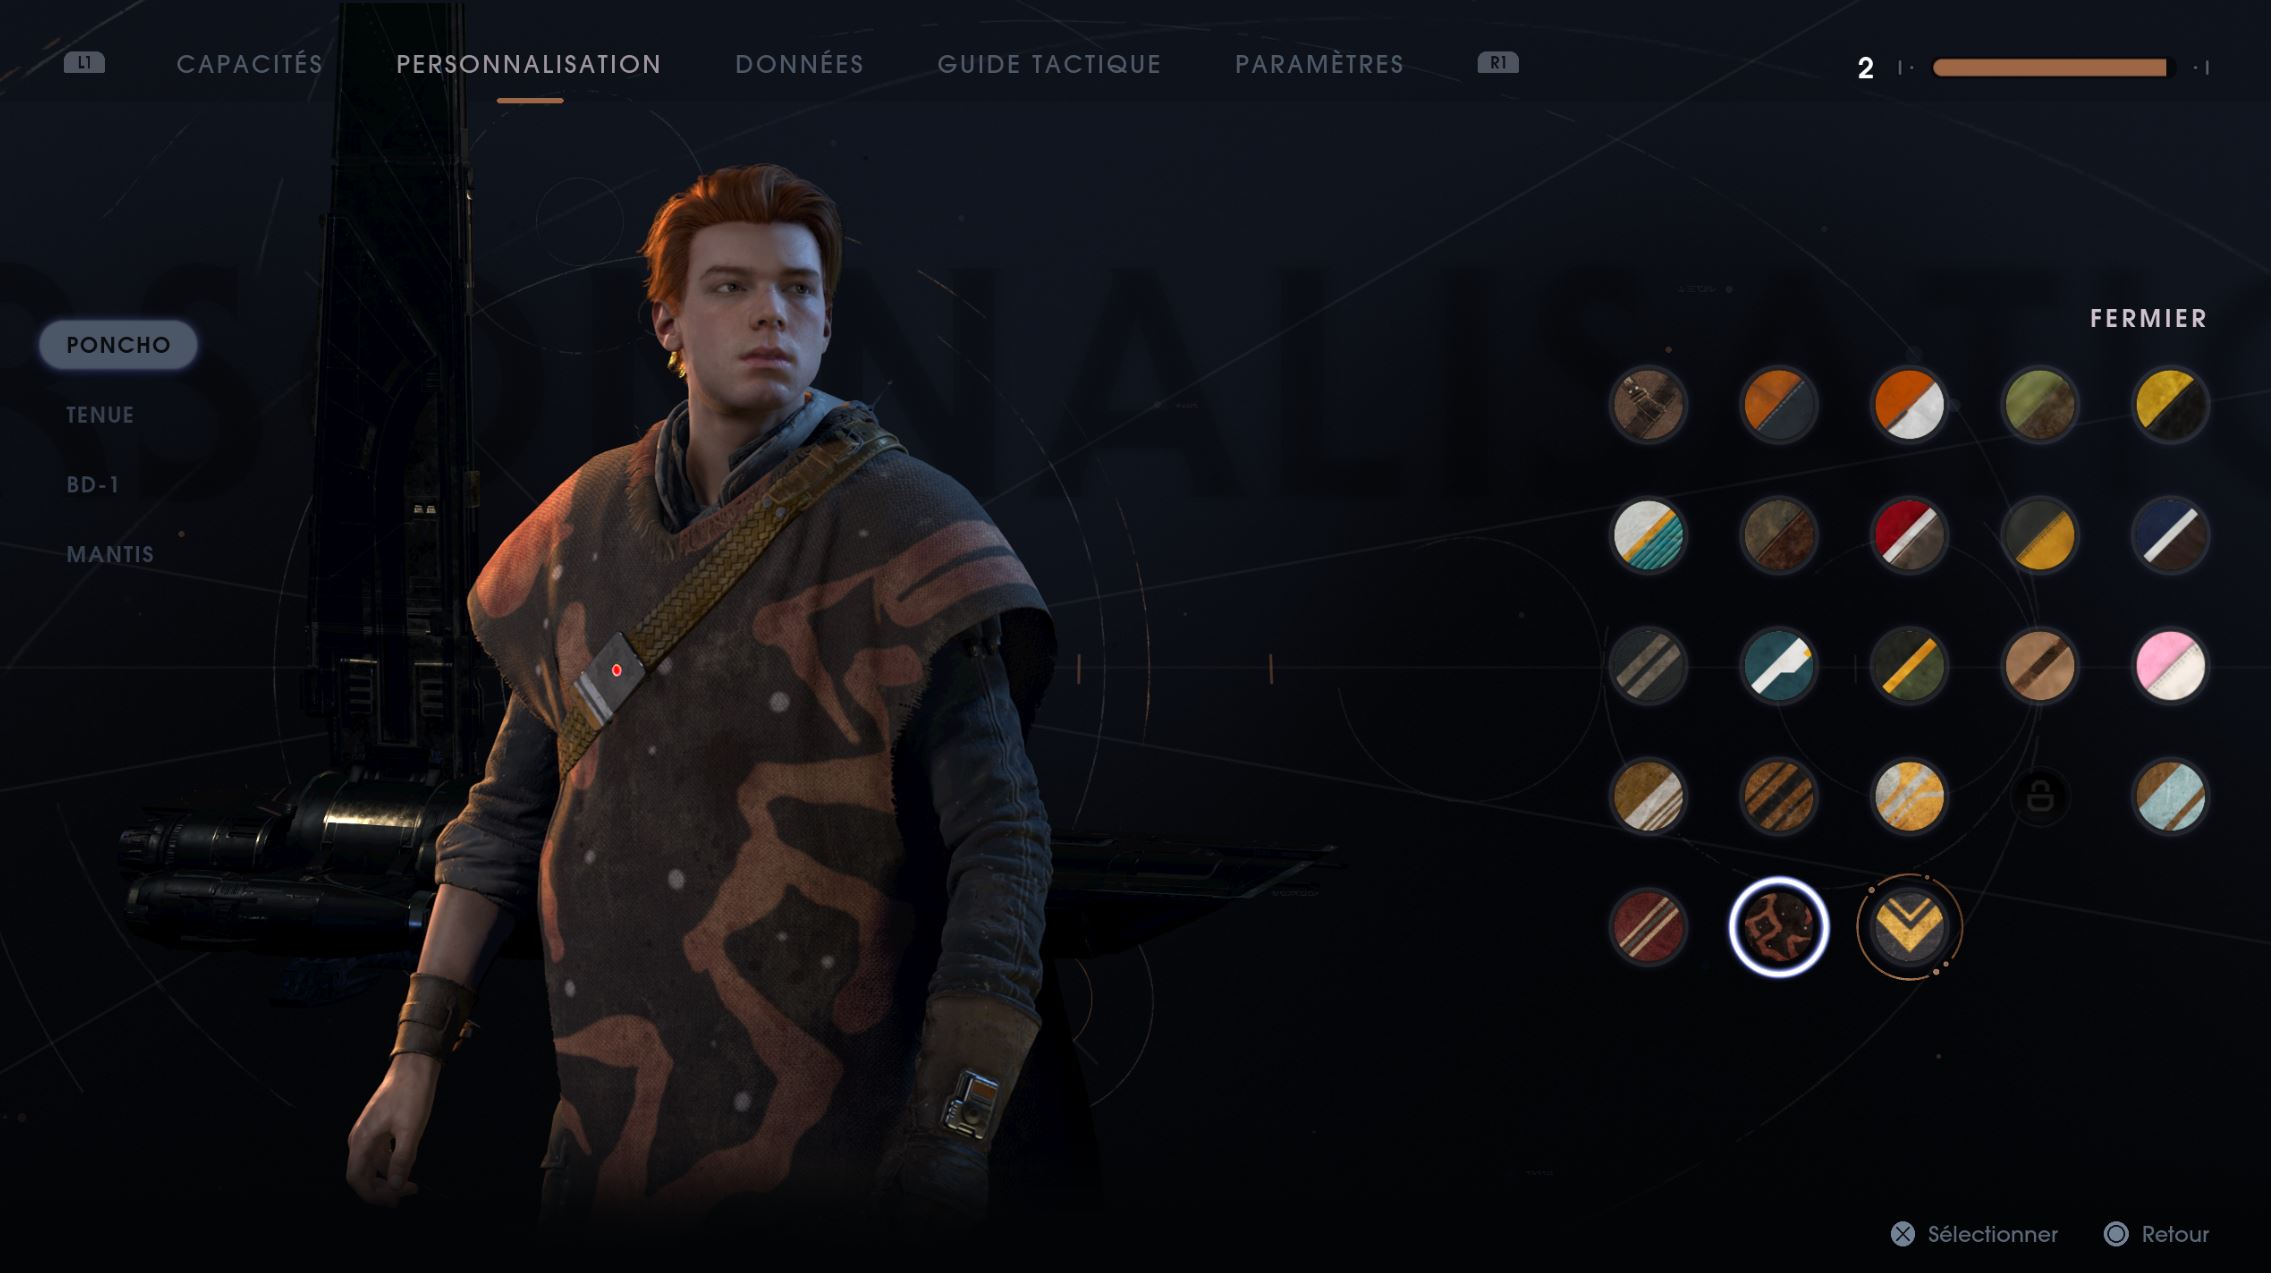 L1 CAPACITÉS PERSONNALISATION DONNÉES GUIDE TACTIQUE PARAMÈTRES R1 2
FERMIER
PONCHO
TENUE
BD-1
MANTIS
Sélectionner Retour